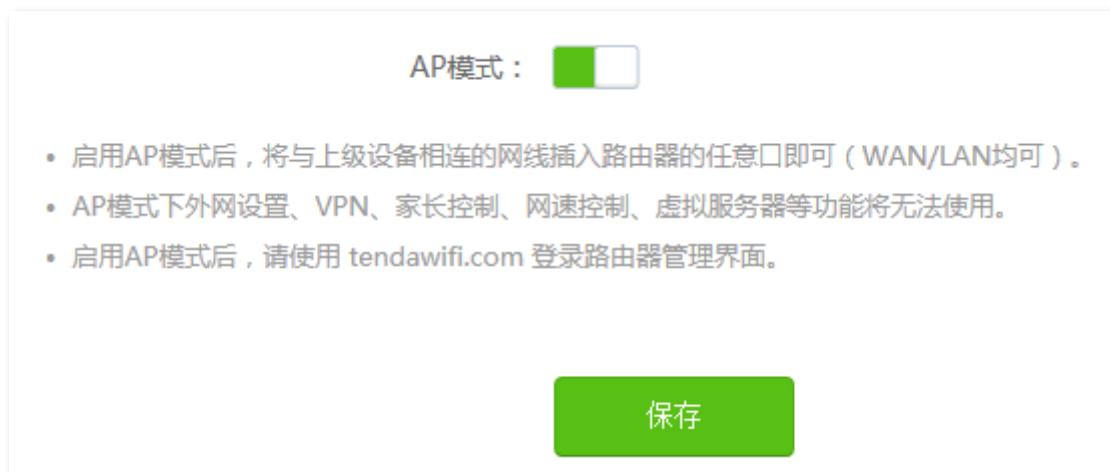 AP模式：
• 启用AP模式后，将与上级设备相连的网线插入路由器的任意口即可（WAN/LAN均可）。
• AP模式下外网设置、VPN、家长控制、网速控制、虚拟服务器等功能将无法使用。
• 启用AP模式后，请使用 tendawifi.com 登录路由器管理界面。
保存